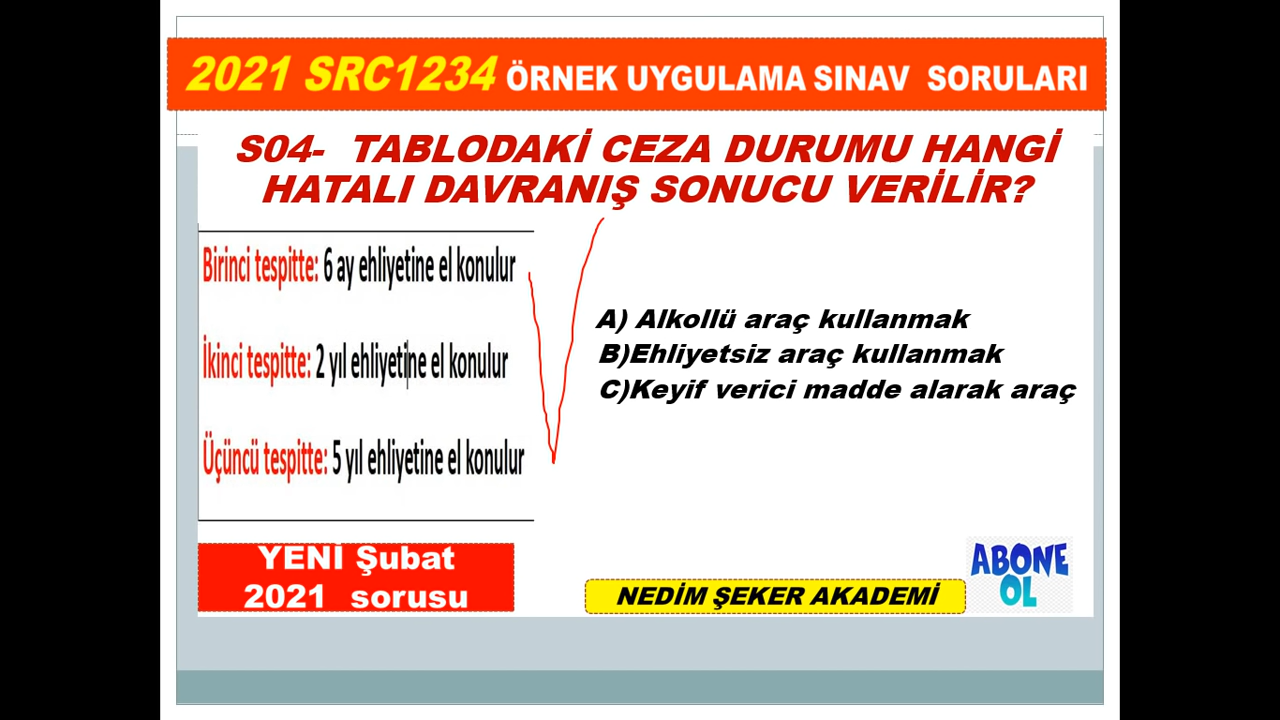 2021 SRC1234 ÖRNEK UYGULAMA SINAV SORULARI
S04- TABLODAKİ CEZA DURUMU HANGİ
HATALI DAVRANIŞ SONUCU VERİLİR?
Birinci tespitte: 6 ay ehliyetine el konulur
İkinci tespitte: 2 yıl ehliyetine el konulur
Üçüncü tespitte: 5 yıl ehliyetine el konulur
A) Alkollü araç kullanmak
B)Ehliyetsiz araç kullanmak
C)Keyif verici madde alarak araç
YENİ Şubat
2021 sorusu
NEDİM ŞEKER AKADEMİ
ABONE
OL